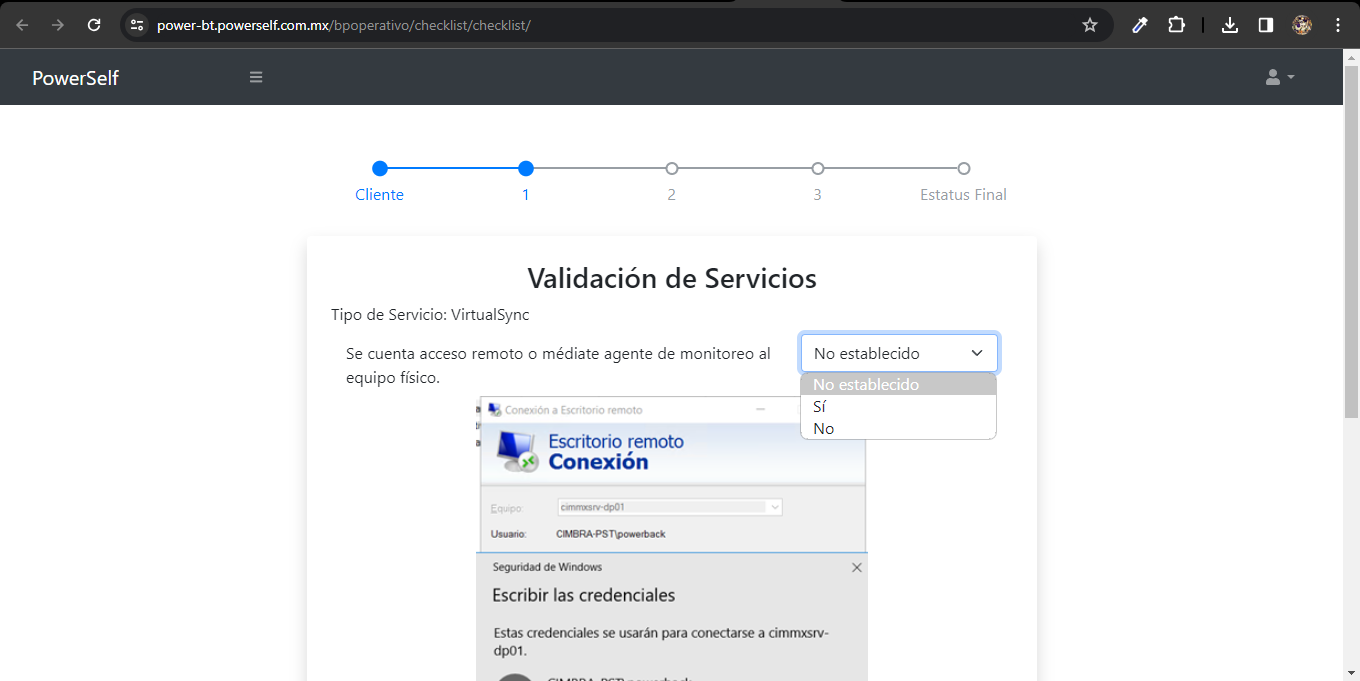 power-bt.powerself.com.mx/bpoperativo/checklist/checklist/
PowerSelf
Cliente
1
2
3
Estatus Final
Validación de Servicios
Tipo de Servicio: VirtualSync
Se cuenta acceso remoto o médiate agente de monitoreo al
equipo físico.
No establecido
No establecido
Sí
No
Conexión a Escritorio remoto
Escritorio remoto
Conexión
Equipo:
cimmxsrv-dp01
Usuario:
CIMBRA-PST\powerback
Seguridad de Windows
Escribir las credenciales
Estas credenciales se usarán para conectarse a cimmxsrv-
dp01.
CIMBRA-PST\powerback